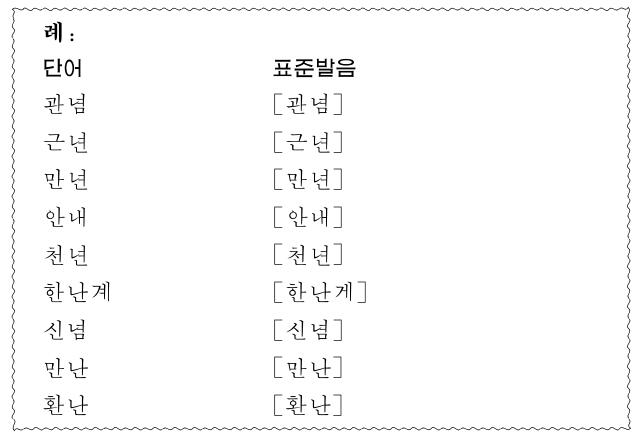 례 :
단어 표준발음
관념 [관념]
근년 [근년]
만년 [만년]
안내 [안내]
천년 [천년]
한난계 [한난게]
신념 [신념]
만난 [만난]
환난 [환난]